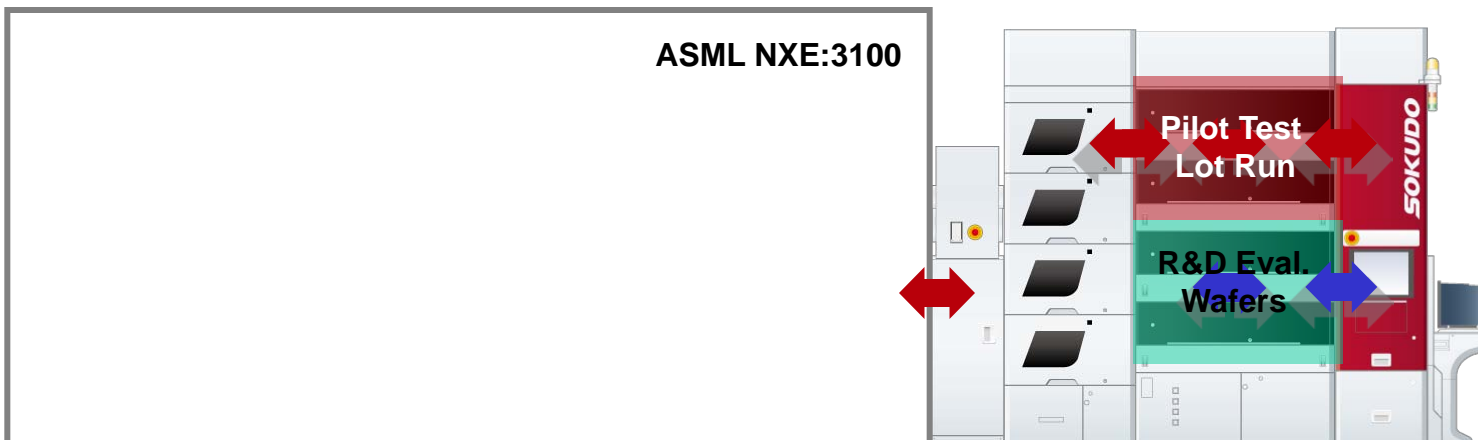 ASML NXE:3100
Pilot Test
Lot Run
R&D Eval.
Wafers
SOKUDO